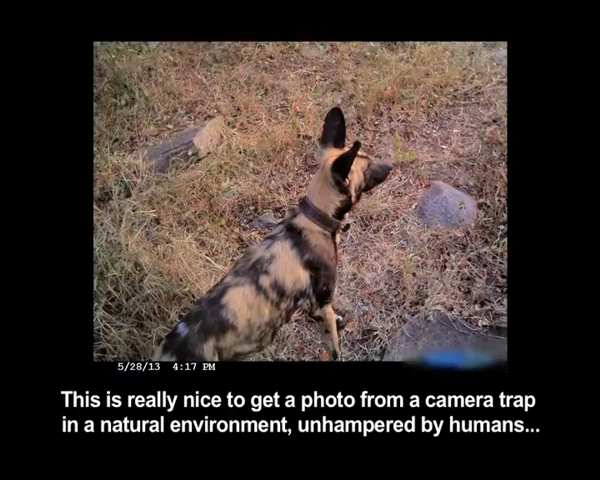 5/28/13 4:17 PM
This is really nice to get a photo from a camera trap
in a natural environment, unhampered by humans...